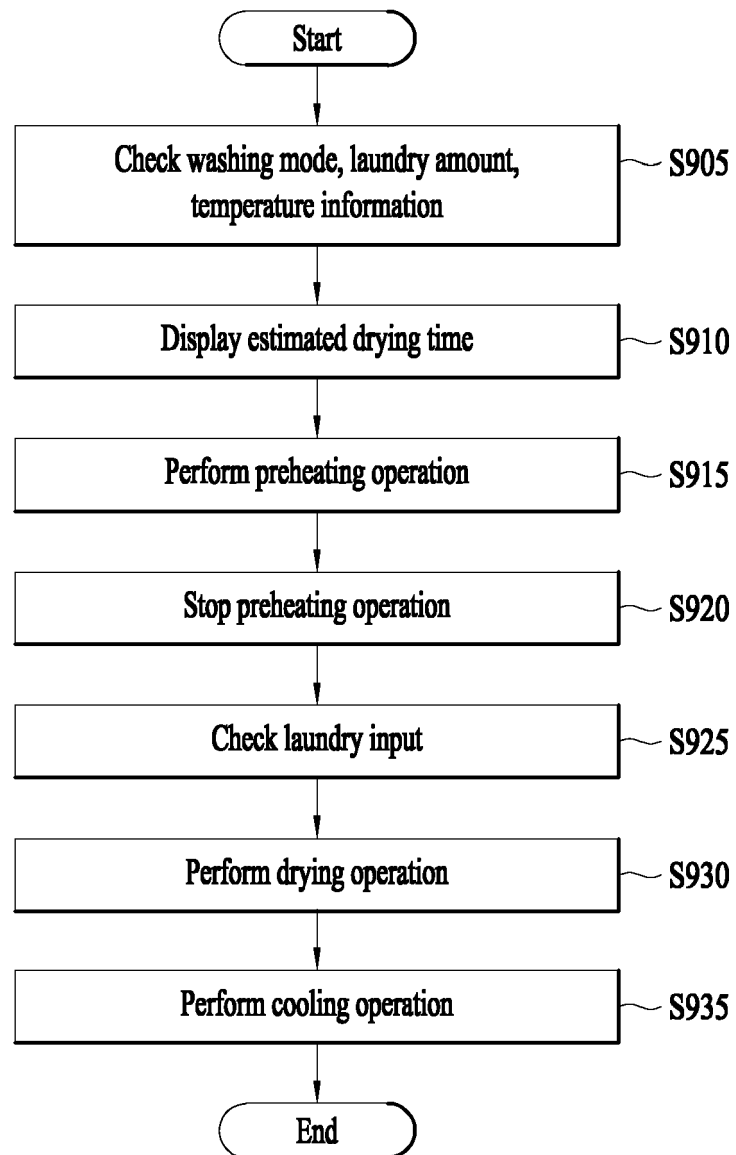 Start
Check washing mode, laundry amount,
temperature information
S905
Display estimated drying time
S910
Perform preheating operation
S915
Stop preheating operation
S920
Check laundry input
S925
Perform drying operation
S930
Perform cooling operation
S935
End